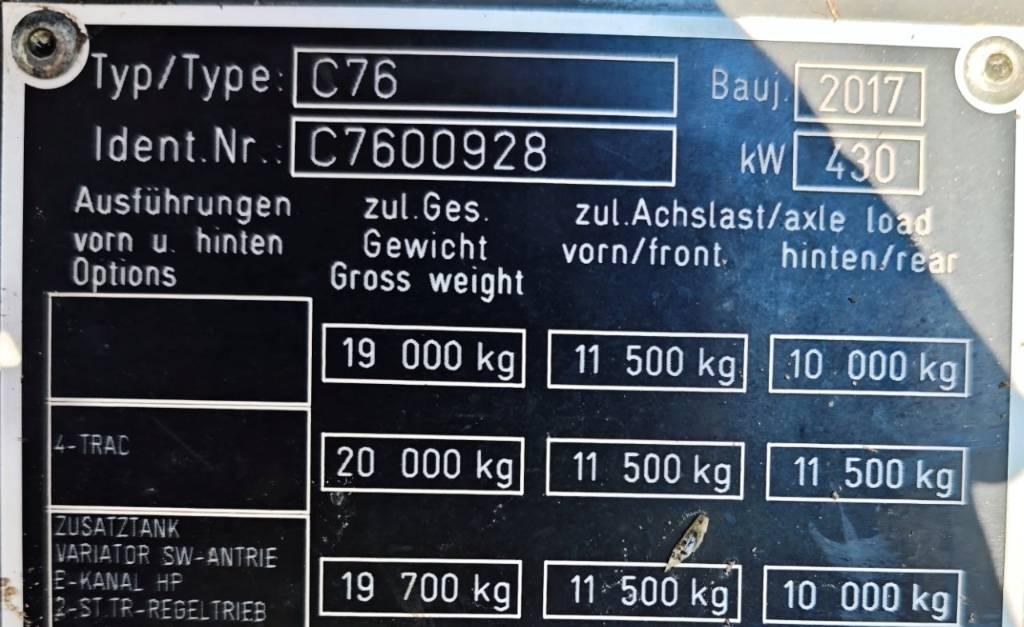 Typ/Type: C76 Bauj. 2017
Ident.Nr.: C7600928 kW 430
Ausführungen zul.Ges. zul.Achslast/axle load
vorn u. hinten Gewicht vorn/front. hinten/rear
Options Gross weight
19 000 kg 11 500 kg 10 000 kg
4-TRAC 20 000 kg 11 500 kg 11 500 kg
ZUSATZTANK
VARIATOR SW-ANTRIE
E-KANAL HP 19 700 kg 11 500 kg 10 000 kg
2-ST.TR-REGELTRIEB